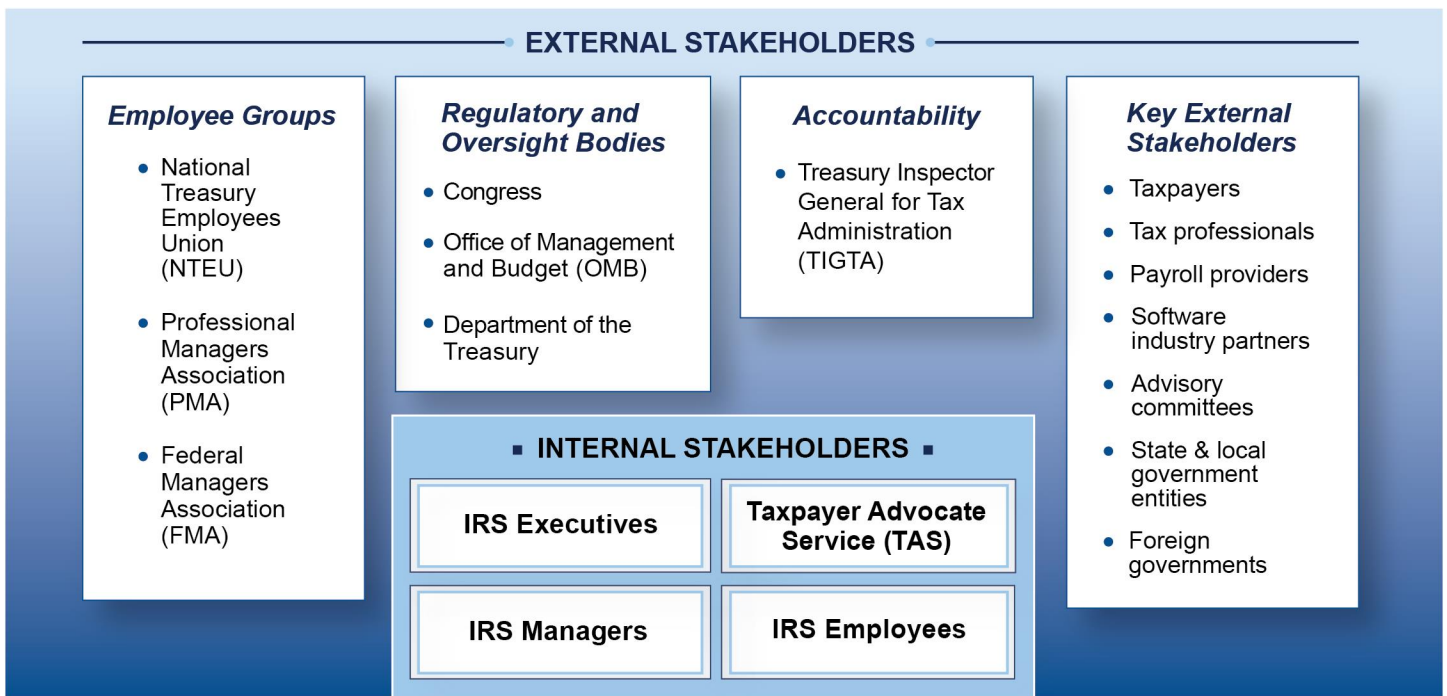 EXTERNAL STAKEHOLDERS
Employee Groups
National
Treasury
Employees
Union
(NTEU)
Professional
Managers
Association
(PMA)
Federal
Managers
Association
(FMA)
Regulatory and
Oversight Bodies
Congress
Office of Management
and Budget (OMB)
Department of the
Treasury
Accountability
Treasury Inspector
General for Tax
Administration
(TIGTA)
Key External
Stakeholders
Taxpayers
Tax professionals
Payroll providers
Software
industry partners
Advisory
committees
State & local
government
entities
Foreign
governments
INTERNAL STAKEHOLDERS
IRS Executives
Taxpayer Advocate
Service (TAS)
IRS Managers
IRS Employees